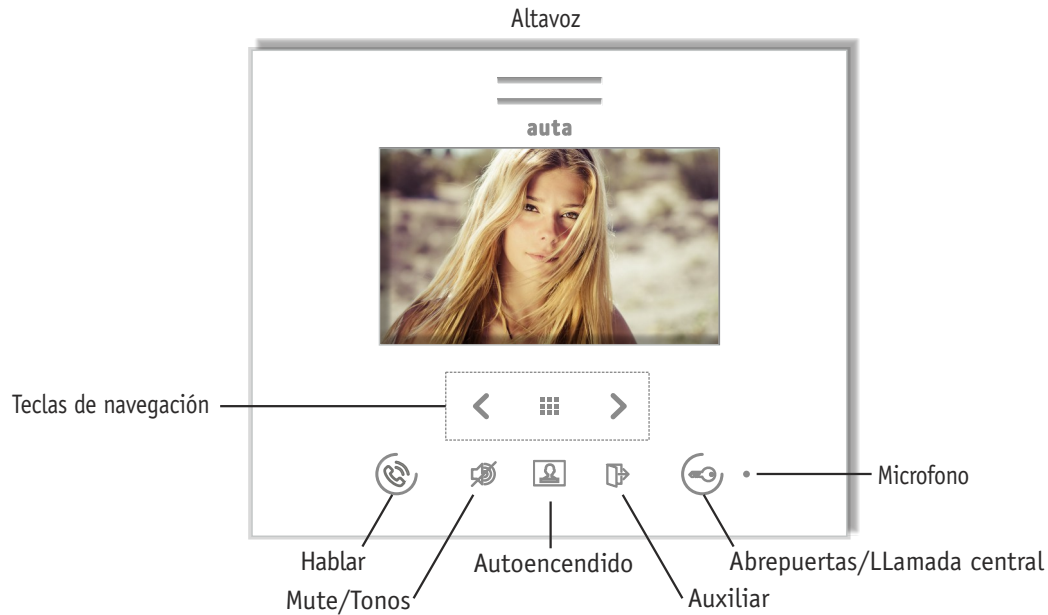 Altavoz
auta
Teclas de navegación
Microfono
Hablar
Autoencendido
Abrepuertas/LLamada central
Mute/Tonos
Auxiliar